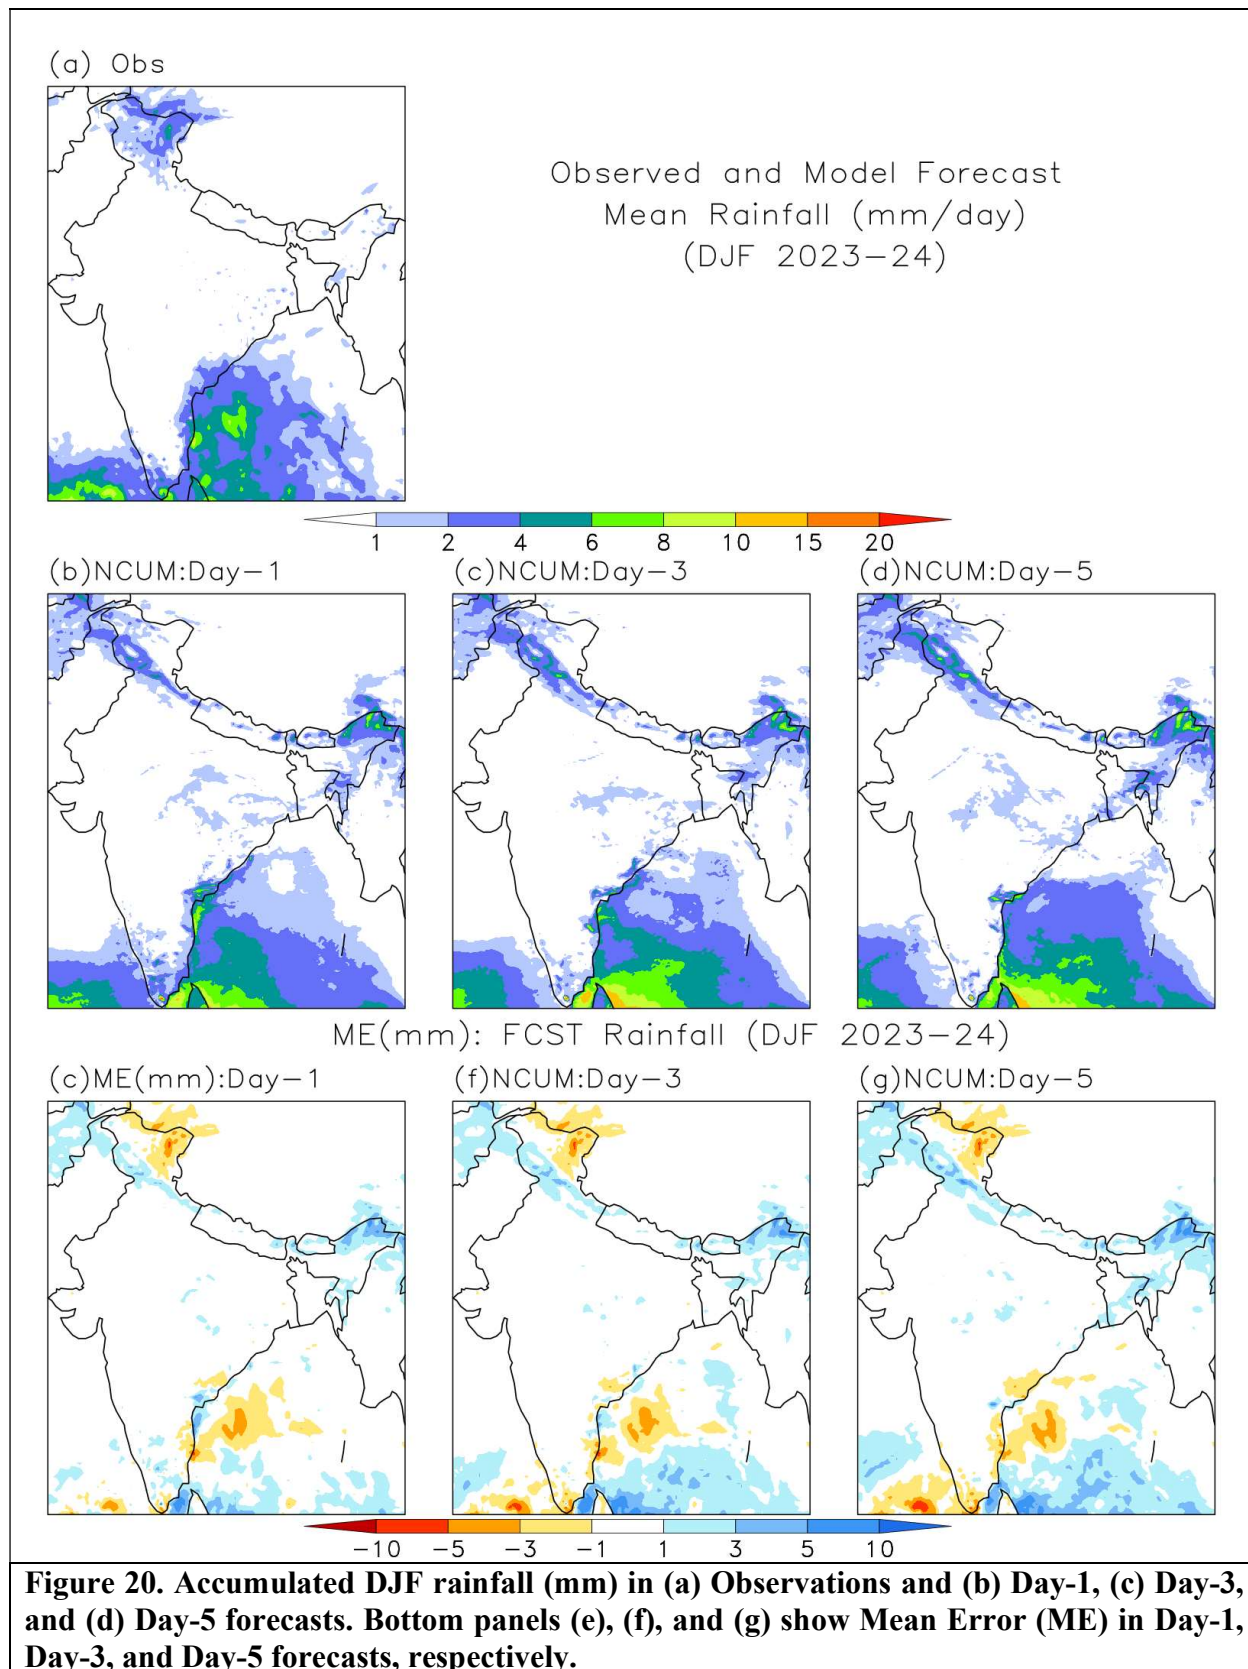 (a) Obs
Observed and Model Forecast
Mean Rainfall (mm/day)
(DJF 2023-24)
1 2 4 6 8 10 15 20
(b)NCUM:Day-1 (c)NCUM:Day-3 (d)NCUM:Day-5
ME(mm): FCST Rainfall (DJF 2023-24)
(c)ME(mm):Day-1 (f)NCUM:Day-3 (g)NCUM:Day-5
-10 -5 -3 -1 1 3 5 10
Figure 20. Accumulated DJF rainfall (mm) in (a) Observations and (b) Day-1, (c) Day-3,
and (d) Day-5 forecasts. Bottom panels (e), (f), and (g) show Mean Error (ME) in Day-1,
Day-3, and Day-5 forecasts, respectively.